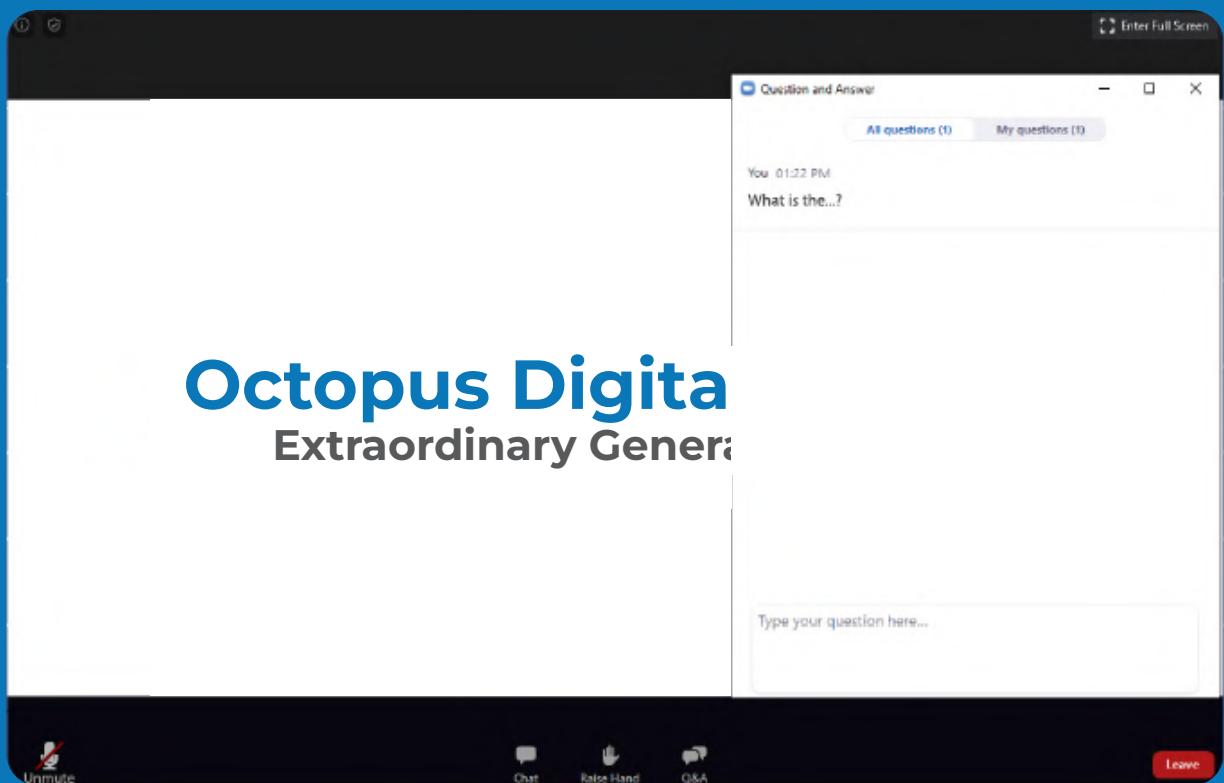 Enter Full Screen
Question and Answer
All questions (1) My questions (1)
You 01:22 PM
What is the...?
Octopus Digita
Extraordinary Genera
Type your question here...
Unmute Chat Raise Hand Q&A Leave